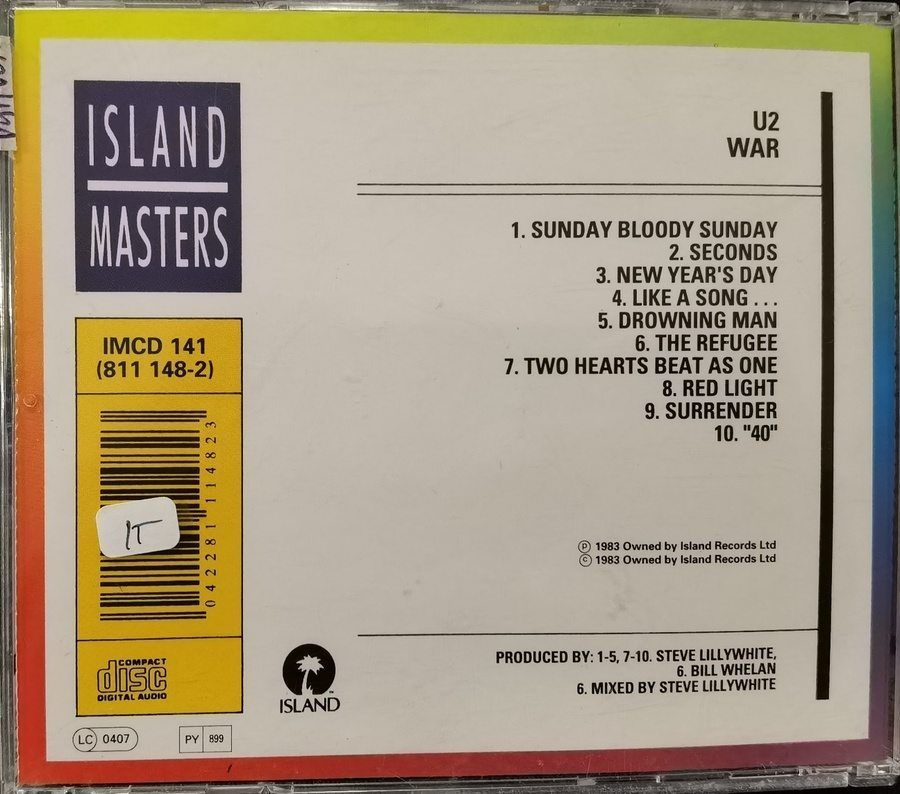 ISLAND
MASTERS
IMCD 141
(811 148-2)
042281 114823
IT
COMPACT
disc
DIGITAL AUDIO
LC 0407
PY 899
ISLAND
U2
WAR
1. SUNDAY BLOODY SUNDAY
2. SECONDS
3. NEW YEAR'S DAY
4. LIKE A SONG . . .
5. DROWNING MAN
6. THE REFUGEE
7. TWO HEARTS BEAT AS ONE
8. RED LIGHT
9. SURRENDER
10. "40"
℗ 1983 Owned by Island Records Ltd
© 1983 Owned by Island Records Ltd
PRODUCED BY: 1-5, 7-10. STEVE LILLYWHITE,
6. BILL WHELAN
6. MIXED BY STEVE LILLYWHITE